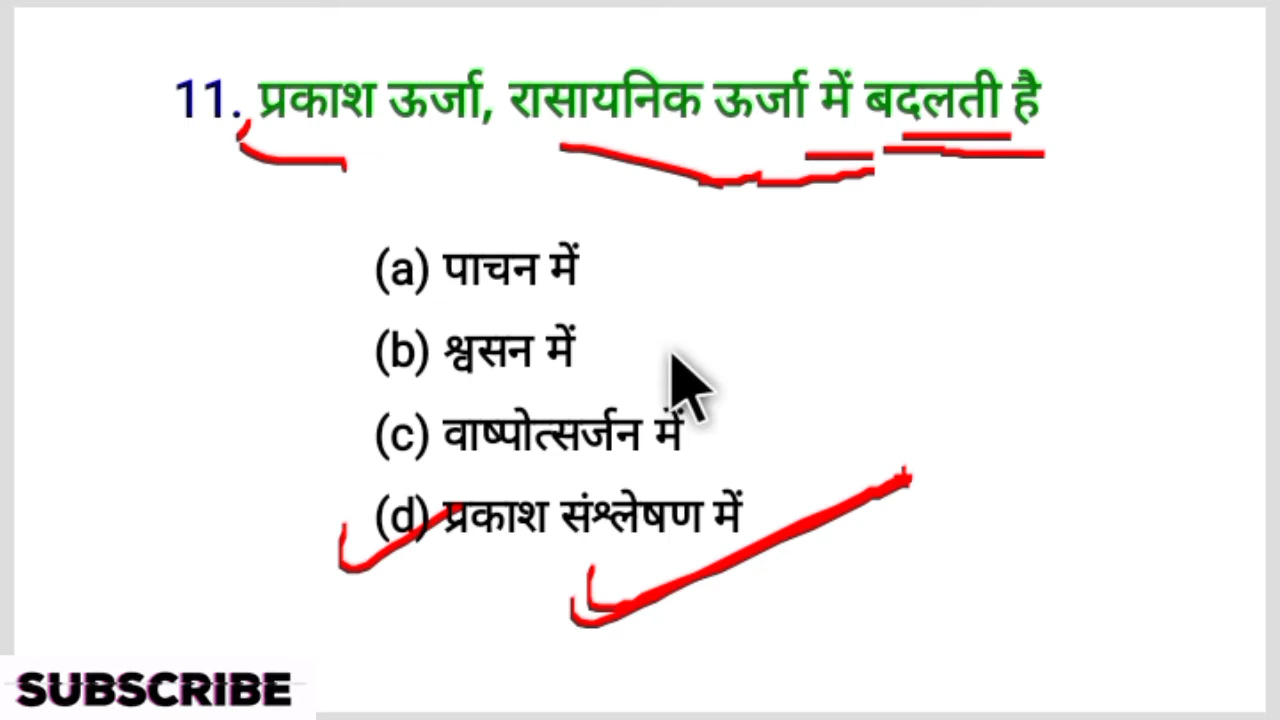 11. प्रकाश ऊर्जा, रासायनिक ऊर्जा में बदलती है
(a) पाचन में
(b) श्वसन में
(c) वाष्पोत्सर्जन में
(d) प्रकाश संश्लेषण में
SUBSCRIBE